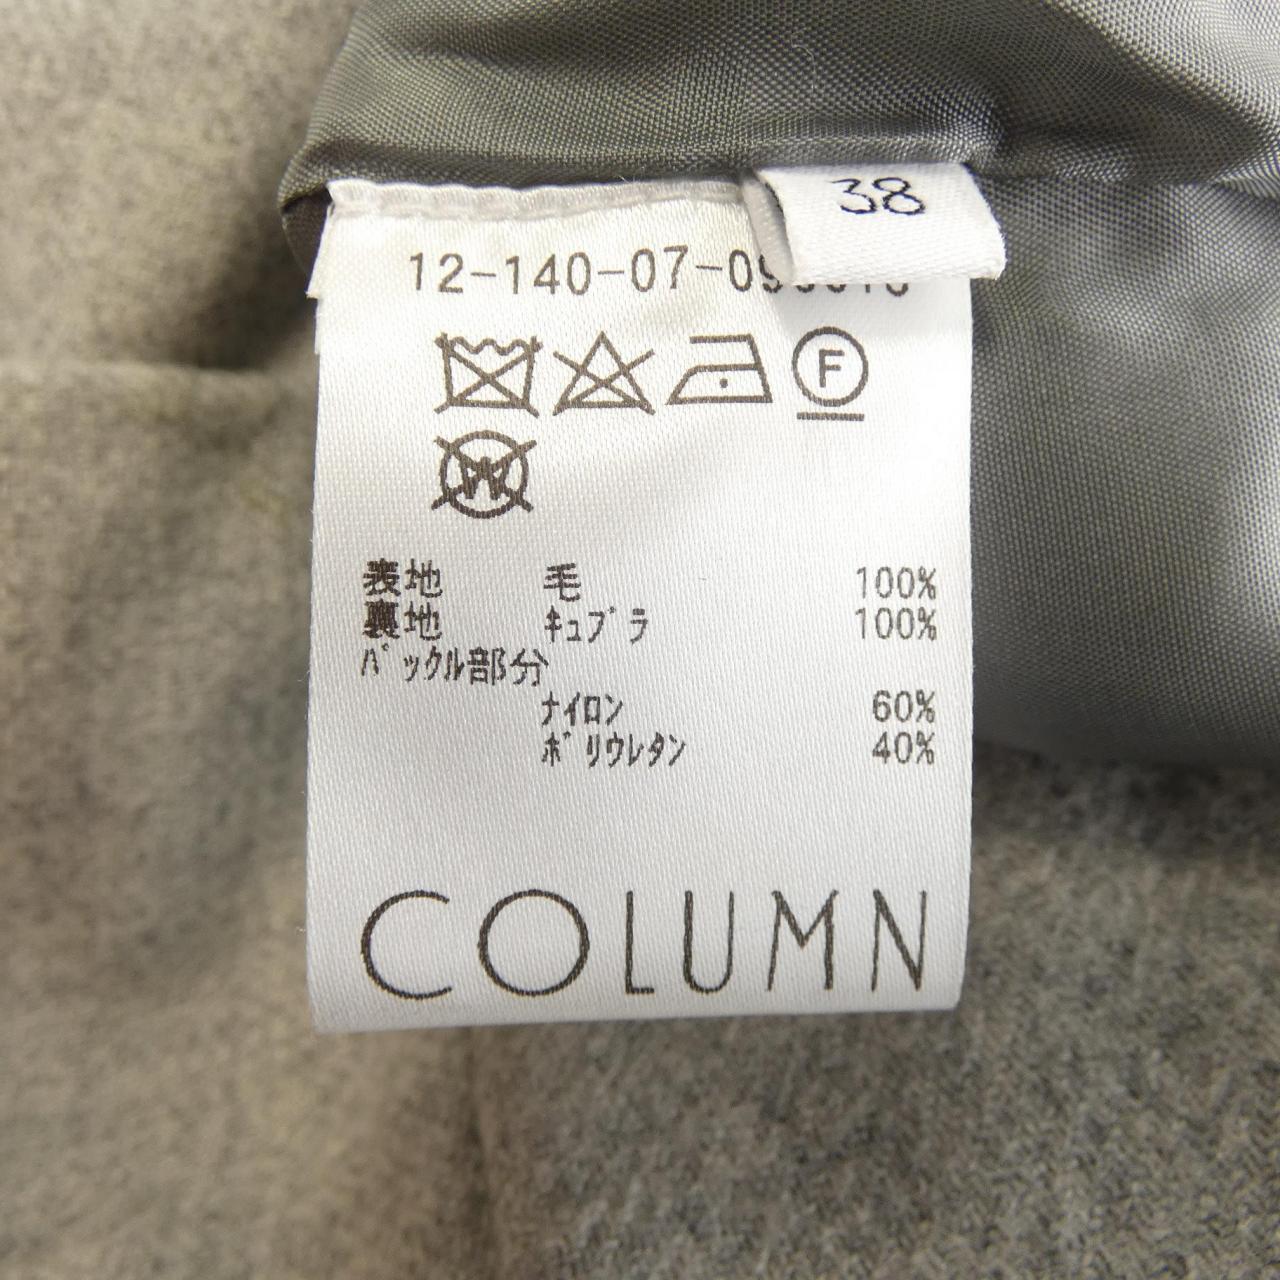 38
12-140-07-09
F
W
表地 毛 100%
裏地 キュプラ 100%
バックル部分
ナイロン 60%
ポリウレタン 40%
COLUMN